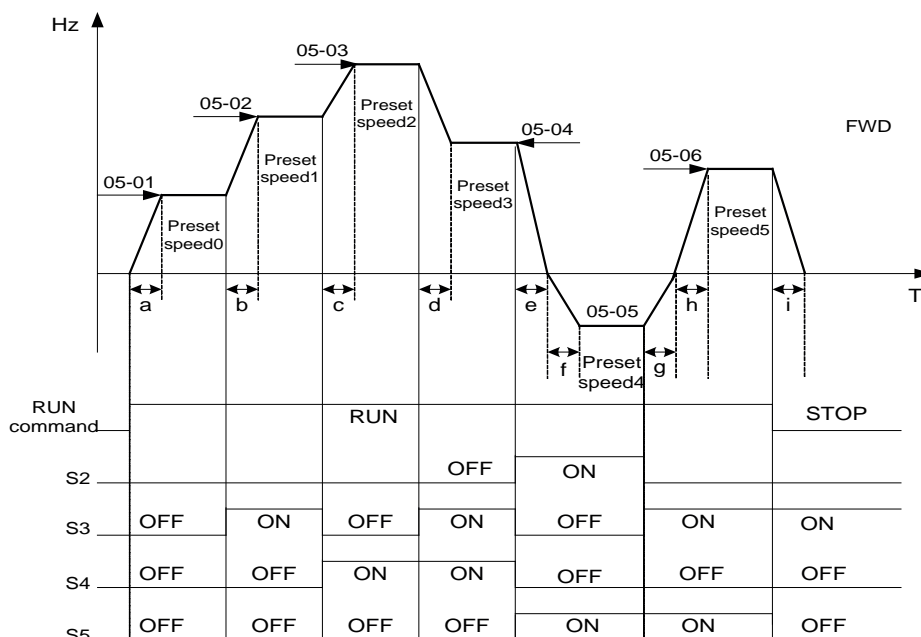 Hz
05-03
05-02
05-04
FWD
05-01
05-06
Preset
speed0
Preset
speed1
Preset
speed2
Preset
speed3
Preset
speed5
T
a
b
c
d
e
h
i
05-05
f
g
Preset
speed4
RUN
command
RUN
STOP
S2
OFF
ON
S3
OFF
ON
OFF
ON
OFF
ON
ON
S4
OFF
OFF
ON
ON
OFF
OFF
OFF
S5
OFF
OFF
OFF
OFF
ON
ON
OFF